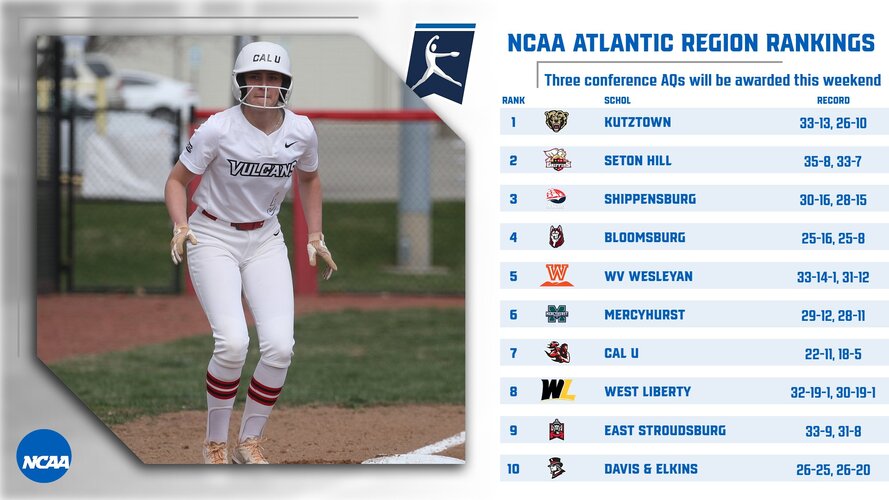 CAL U
VULCANS
NCAA
NCAA ATLANTIC REGION RANKINGS
Three conference AQs will be awarded this weekend
RANK SCHOL RECORD
1 KUTZTOWN 33-13, 26-10
2 SETON HILL 35-8, 33-7
3 SHIPPENSBURG 30-16, 28-15
4 BLOOMSBURG 25-16, 25-8
5 W WV WESLEYAN 33-14-1, 31-12
6 M MERCYHURST MERCYHURST 29-12, 28-11
7 CAL U 22-11, 18-5
8 WL WEST LIBERTY 32-19-1, 30-19-1
9 EAST STROUDSBURG 33-9, 31-8
10 DAVIS & ELKINS 26-25, 26-20